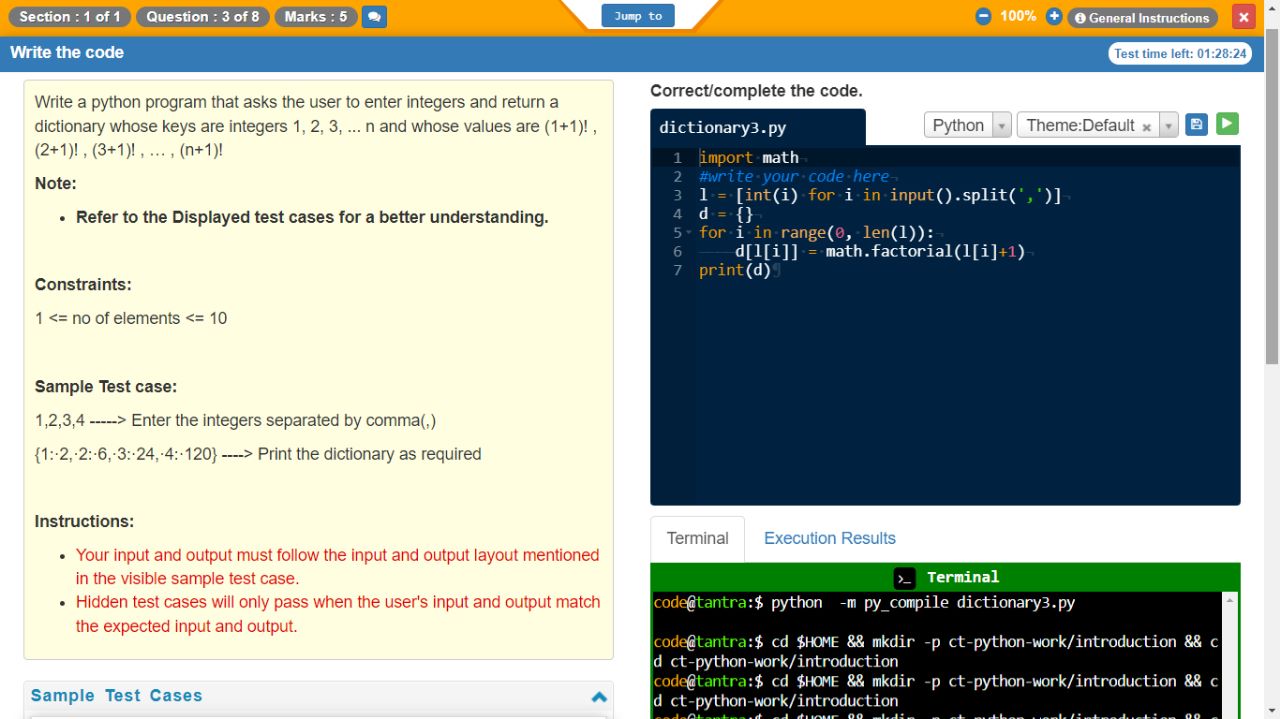 Section : 1 of 1 Question : 3 of 8 Marks : 5 Jump to 100% General Instructions
Write the code Test time left: 01:28:24
Write a python program that asks the user to enter integers and return a
dictionary whose keys are integers 1, 2, 3, ... n and whose values are (1+1)! ,
(2+1)! , (3+1)! , … , (n+1)!
Note:
• Refer to the Displayed test cases for a better understanding.
Constraints:
1 <= no of elements <= 10
Sample Test case:
1,2,3,4 -----> Enter the integers separated by comma(,)
{1:·2,·2:·6,·3:·24,·4:·120} ----> Print the dictionary as required
Instructions:
• Your input and output must follow the input and output layout mentioned
in the visible sample test case.
• Hidden test cases will only pass when the user's input and output match
the expected input and output.
Sample Test Cases
Correct/complete the code.
dictionary3.py Python Theme:Default
1 import math
2 #write your code here
3 l = [int(i) for i in input().split(',')]
4 d = {}
5 for i in range(0, len(l)):
6 d[l[i]] = math.factorial(l[i]+1)
7 print(d)
Terminal Execution Results
Terminal
code@tantra:$ python  -m py_compile dictionary3.py
code@tantra:$ cd $HOME && mkdir -p ct-python-work/introduction && c
d ct-python-work/introduction
code@tantra:$ cd $HOME && mkdir -p ct-python-work/introduction && c
d ct-python-work/introduction
code@tantra:$ cd $HOME && mkdir -p ct-python-work/introduction && c